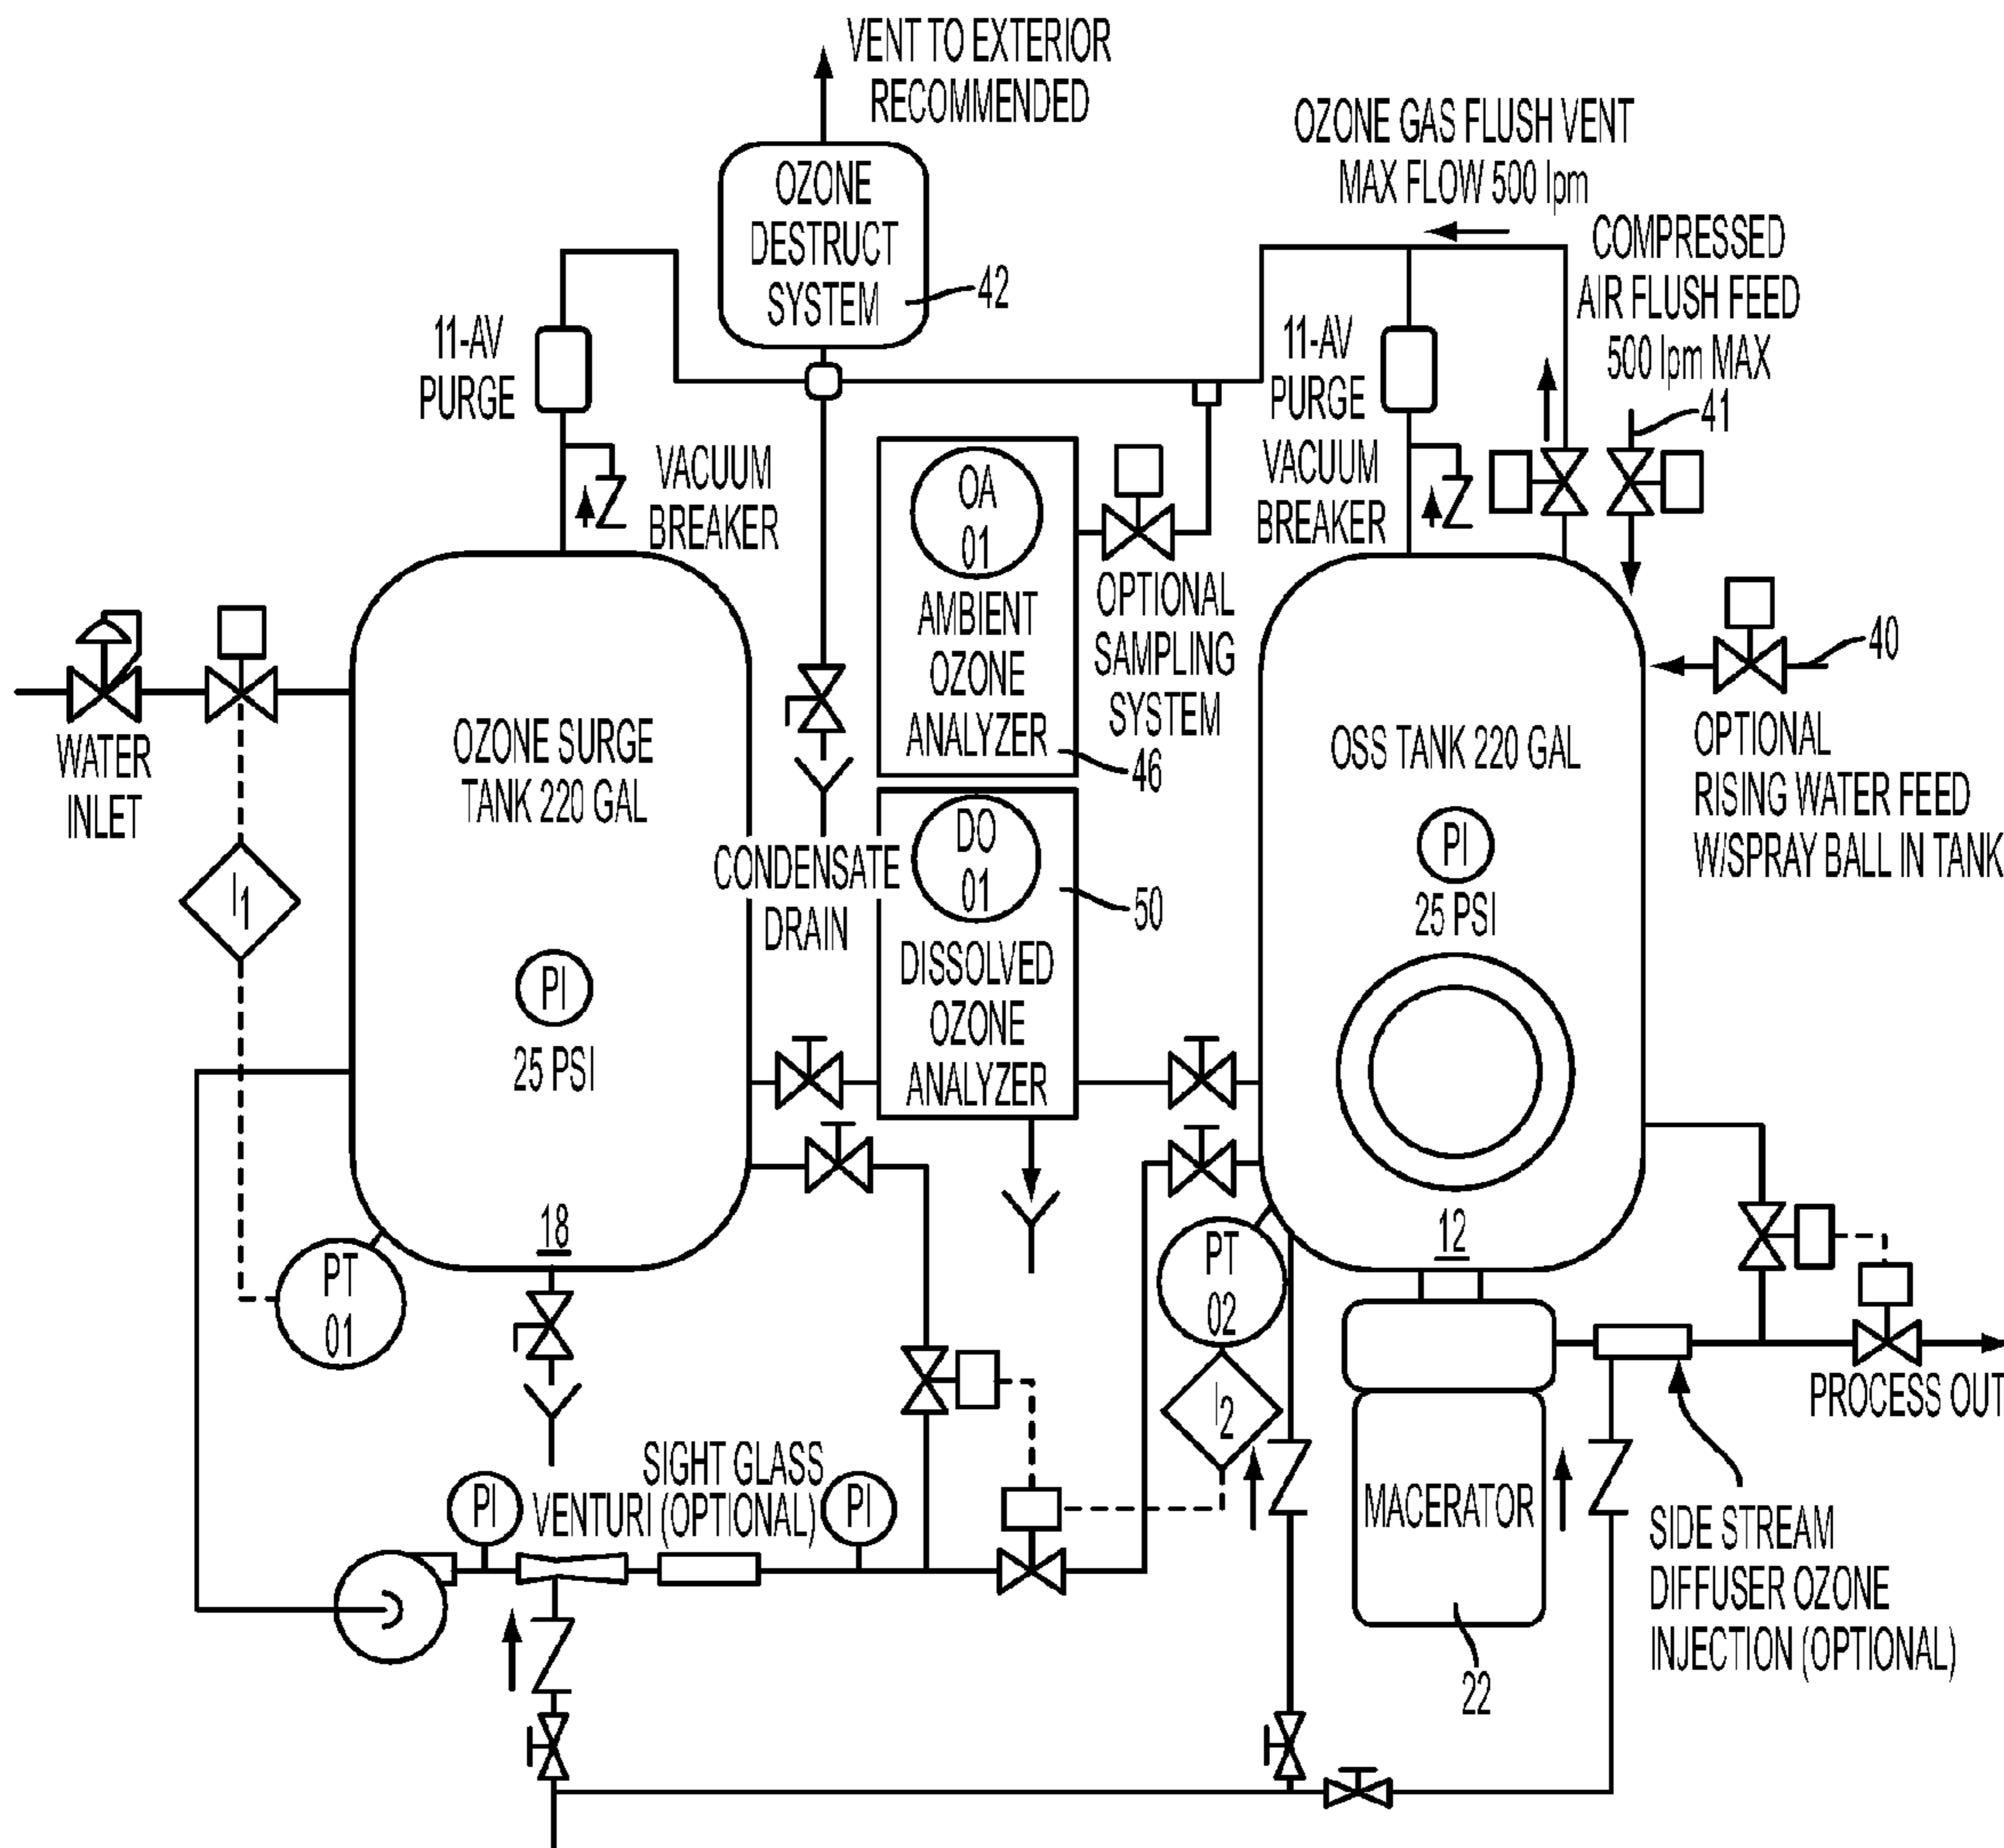 VENT TO EXTERIOR
RECOMMENDED
OZONE
DESTRUCT
SYSTEM
42
OZONE GAS FLUSH VENT
MAX FLOW 500 lpm
COMPRESSED
AIR FLUSH FEED
500 lpm MAX
41
11-AV
PURGE
11-AV
PURGE
VACUUM
BREAKER
VACUUM
BREAKER
OA
01
AMBIENT
OZONE
ANALYZER
46
OPTIONAL
SAMPLING
SYSTEM
40
OPTIONAL
RISING WATER FEED
W/SPRAY BALL IN TANK
WATER
INLET
OZONE SURGE
TANK 220 GAL
OSS TANK 220 GAL
PI
25 PSI
I1
PI
25 PSI
CONDENSATE
DRAIN
DO
01
50
DISSOLVED
OZONE
ANALYZER
18
12
PT
01
PT
02
I2
PROCESS OUT
MACERATOR
22
SIGHT GLASS
VENTURI (OPTIONAL)
PI
PI
SIDE STREAM
DIFFUSER OZONE
INJECTION (OPTIONAL)